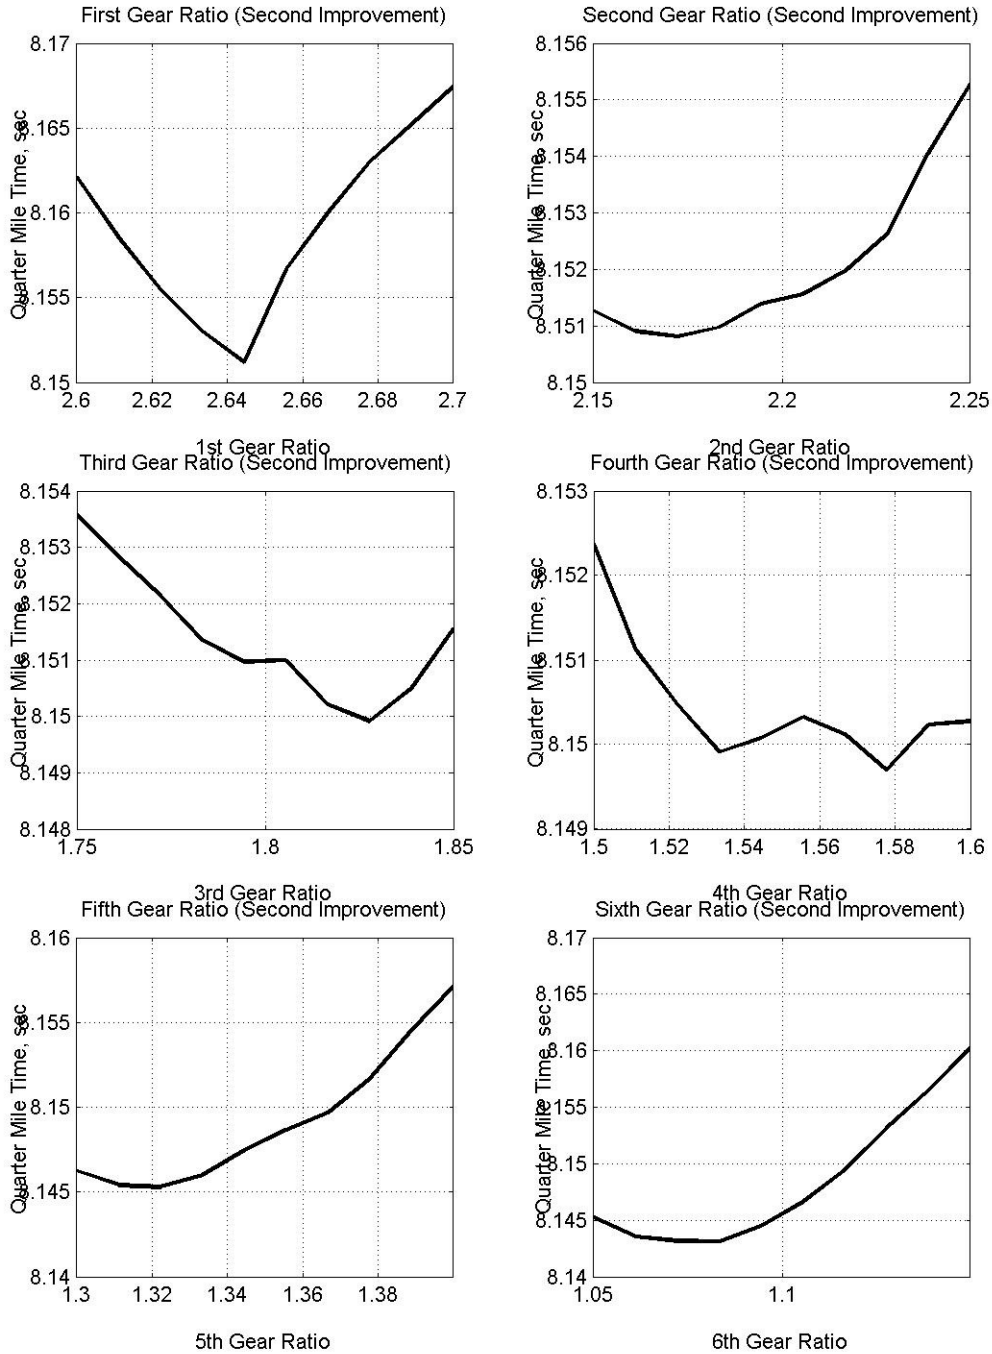 First Gear Ratio (Second Improvement)
8.17
8.165
8.16
8.155
8.15
Quarter Mile Time, sec
2.6 2.62 2.64 2.66 2.68 2.7
1st Gear Ratio
Second Gear Ratio (Second Improvement)
8.156
8.155
8.154
8.153
8.152
8.151
8.15
Quarter Mile Time, sec
2.15 2.2 2.25
2nd Gear Ratio
Third Gear Ratio (Second Improvement)
8.154
8.153
8.152
8.151
8.15
8.149
8.148
Quarter Mile Time, sec
1.75 1.8 1.85
3rd Gear Ratio
Fourth Gear Ratio (Second Improvement)
8.153
8.152
8.151
8.15
8.149
Quarter Mile Time, sec
1.5 1.52 1.54 1.56 1.58 1.6
4th Gear Ratio
Fifth Gear Ratio (Second Improvement)
8.16
8.155
8.15
8.145
8.14
Quarter Mile Time, sec
1.3 1.32 1.34 1.36 1.38
5th Gear Ratio
Sixth Gear Ratio (Second Improvement)
8.17
8.165
8.16
8.155
8.15
8.145
8.14
Quarter Mile Time, sec
1.05 1.1
6th Gear Ratio